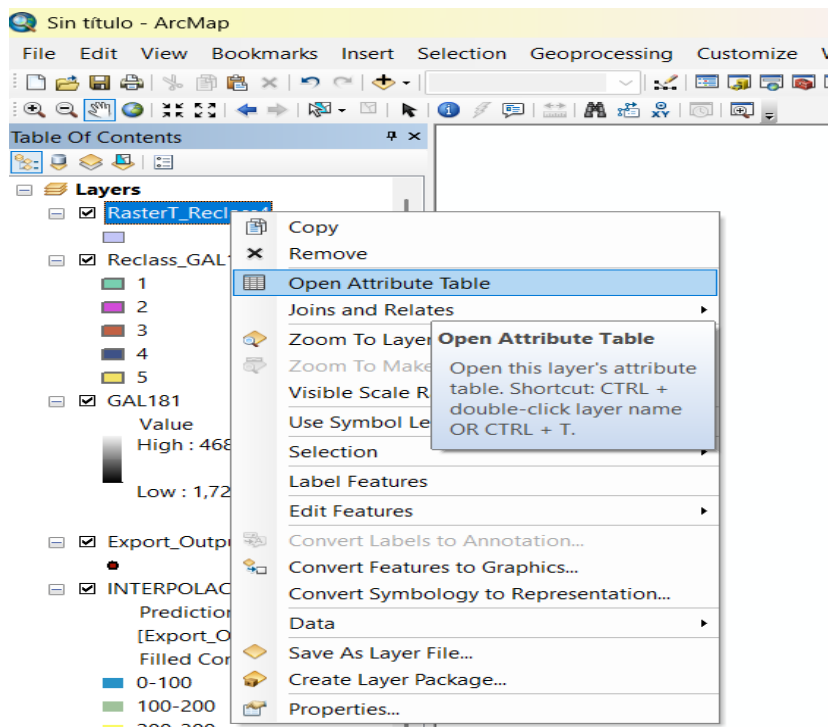 Sin título - ArcMap
File Edit View Bookmarks Insert Selection Geoprocessing Customize
Table Of Contents
Layers
RasterT_Reclass4
Reclass_GAL1
1
2
3
4
5
GAL181
Value
High : 468
Low : 1,72
Export_Outp
INTERPOLAC
Prediction
[Export_O
Filled Cor
0-100
100-200
200-300
Copy
Remove
Open Attribute Table
Joins and Relates
Zoom To Layer
Zoom To Make
Visible Scale R
Use Symbol Le
Selection
Label Features
Edit Features
Convert Labels to Annotation...
Convert Features to Graphics...
Convert Symbology to Representation...
Data
Save As Layer File...
Create Layer Package...
Properties...
Open Attribute Table
Open this layer's attribute
table. Shortcut: CTRL +
double-click layer name
OR CTRL + T.